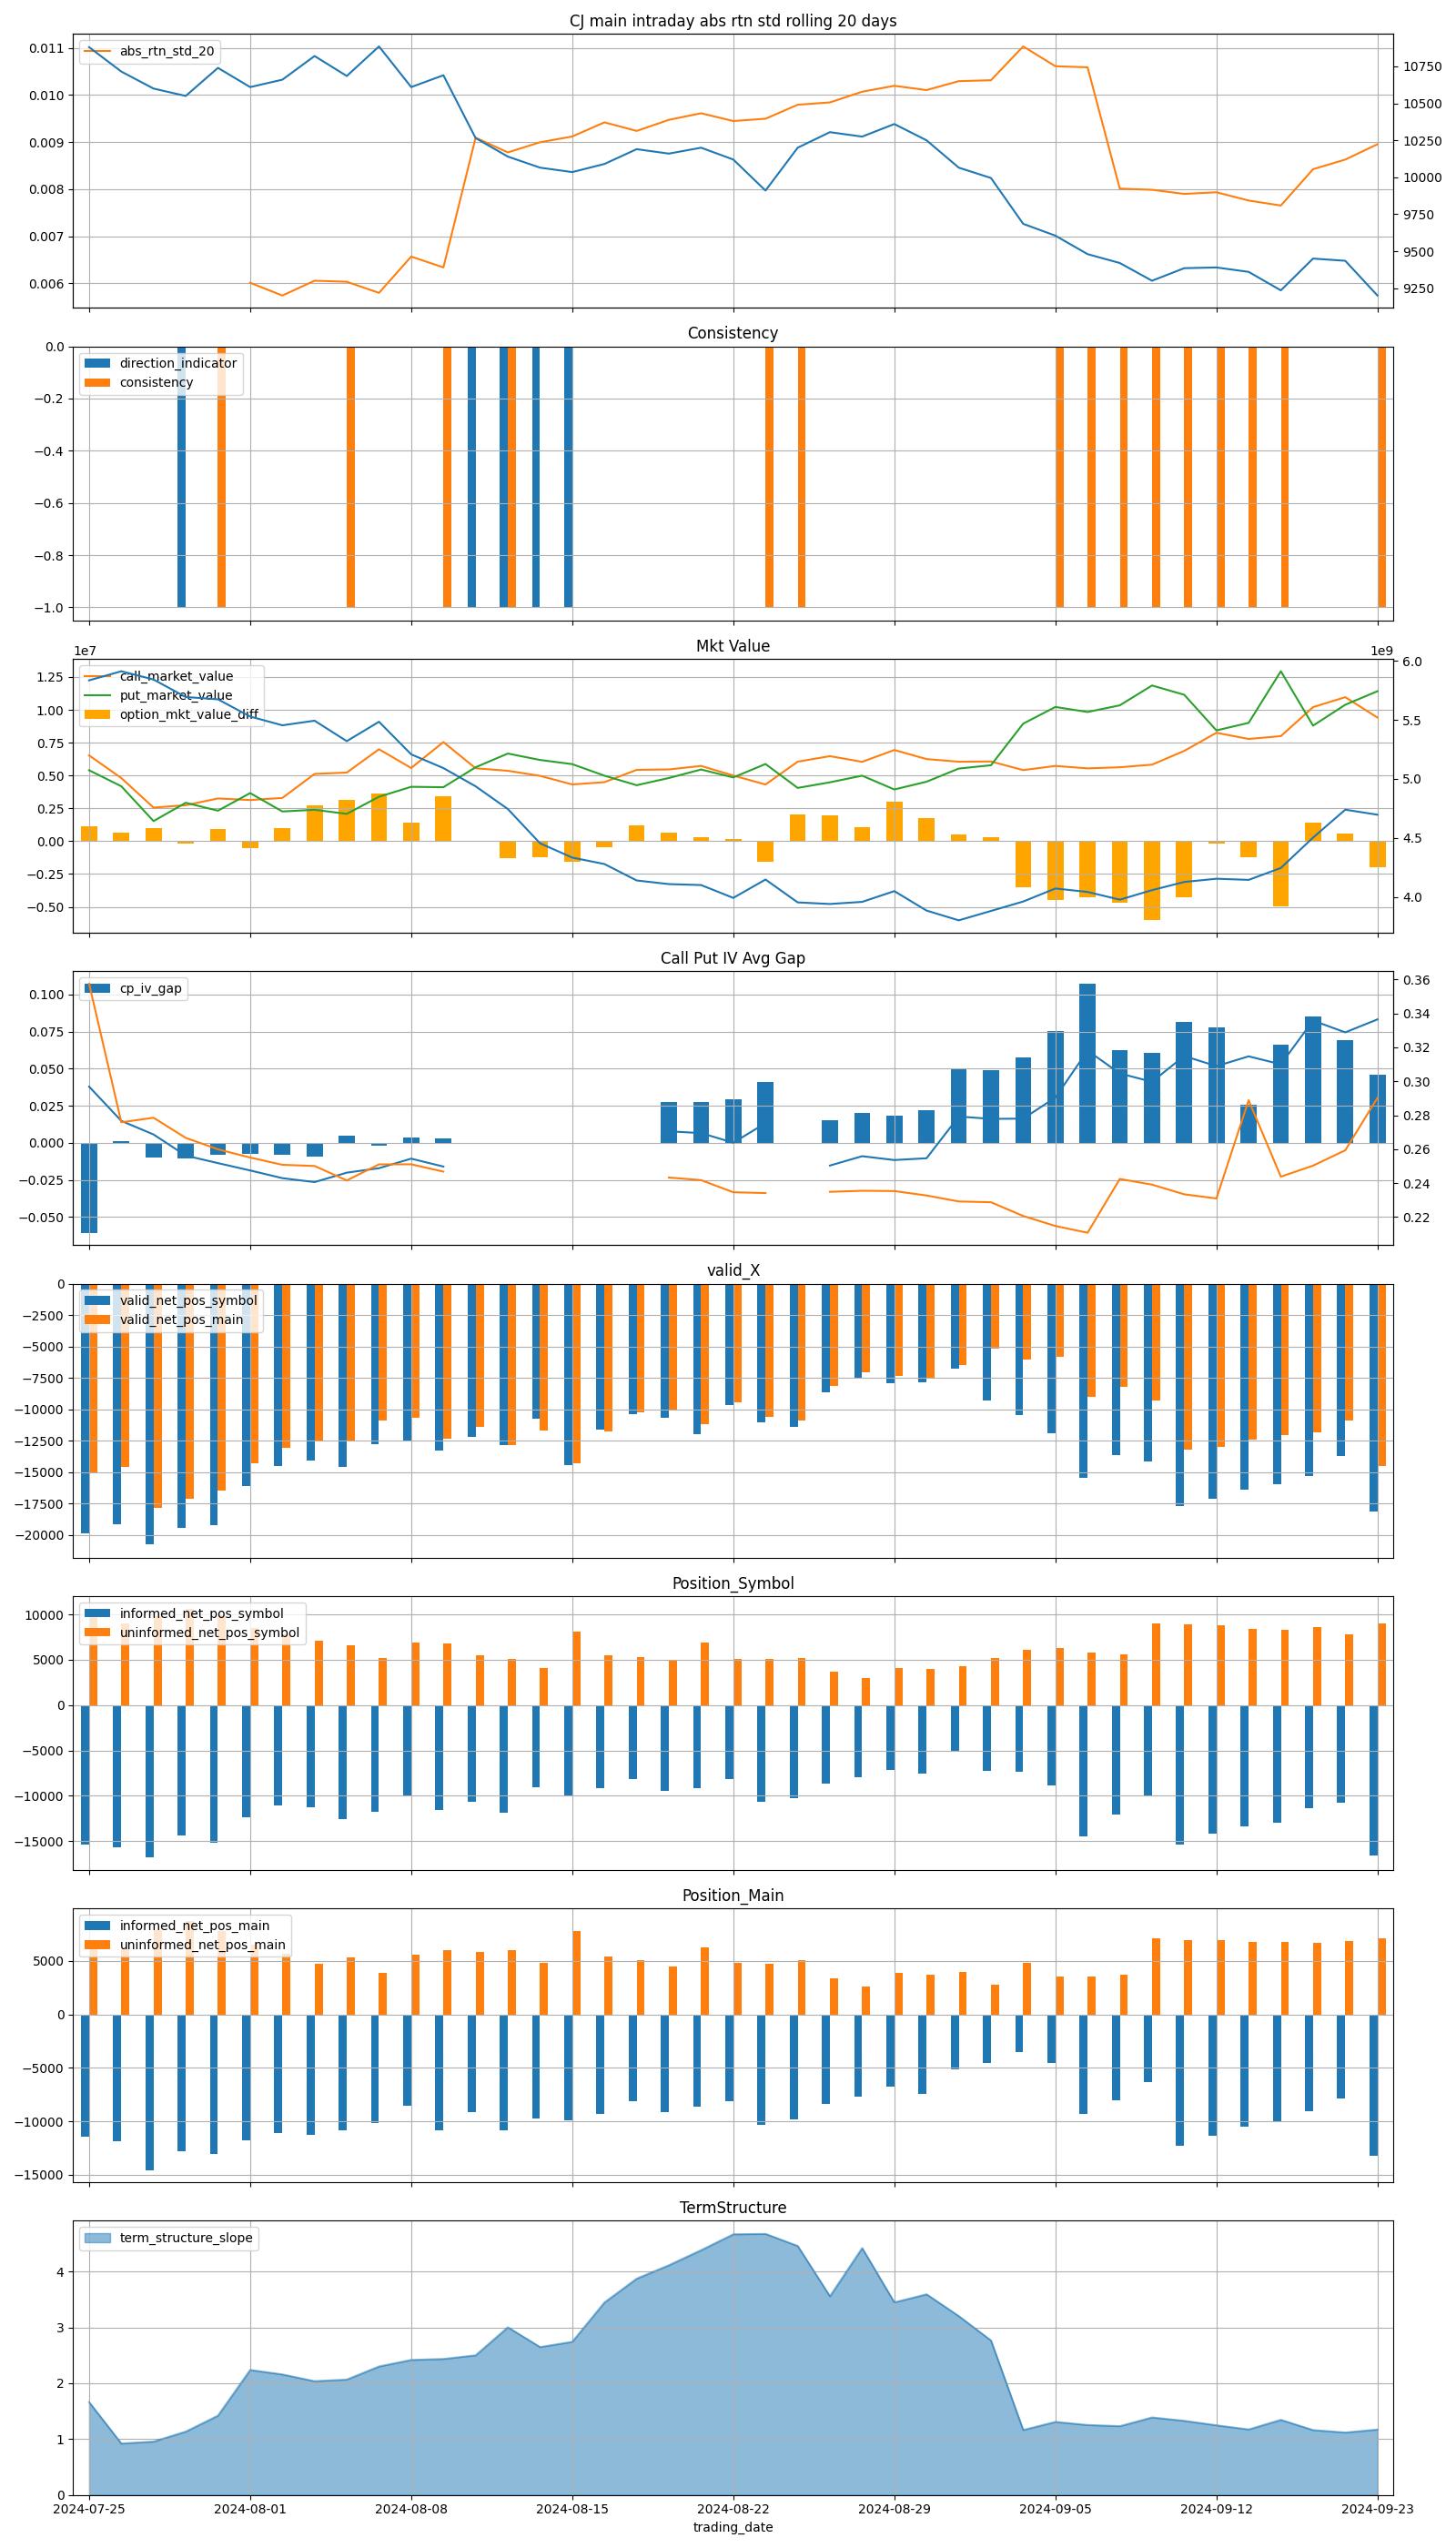 CJ main intraday abs rtn std rolling 20 days
abs_rtn_std_20
0.011
0.010
0.009
0.008
0.007
0.006
10750
10500
10250
10000
9750
9500
9250
Consistency
direction_indicator
consistency
0.0
−0.2
−0.4
−0.6
−0.8
−1.0
Mkt Value
1e7
1e9
call_market_value
put_market_value
option_mkt_value_diff
1.25
1.00
0.75
0.50
0.25
0.00
−0.25
−0.50
6.0
5.5
5.0
4.5
4.0
Call Put IV Avg Gap
cp_iv_gap
0.100
0.075
0.050
0.025
0.000
−0.025
−0.050
0.36
0.34
0.32
0.30
0.28
0.26
0.24
0.22
valid_X
valid_net_pos_symbol
valid_net_pos_main
0
−2500
−5000
−7500
−10000
−12500
−15000
−17500
−20000
Position_Symbol
informed_net_pos_symbol
uninformed_net_pos_symbol
10000
5000
0
−5000
−10000
−15000
Position_Main
informed_net_pos_main
uninformed_net_pos_main
5000
0
−5000
−10000
−15000
TermStructure
term_structure_slope
4
3
2
1
0
2024-07-25 2024-08-01 2024-08-08 2024-08-15 2024-08-22 2024-08-29 2024-09-05 2024-09-12 2024-09-23
trading_date